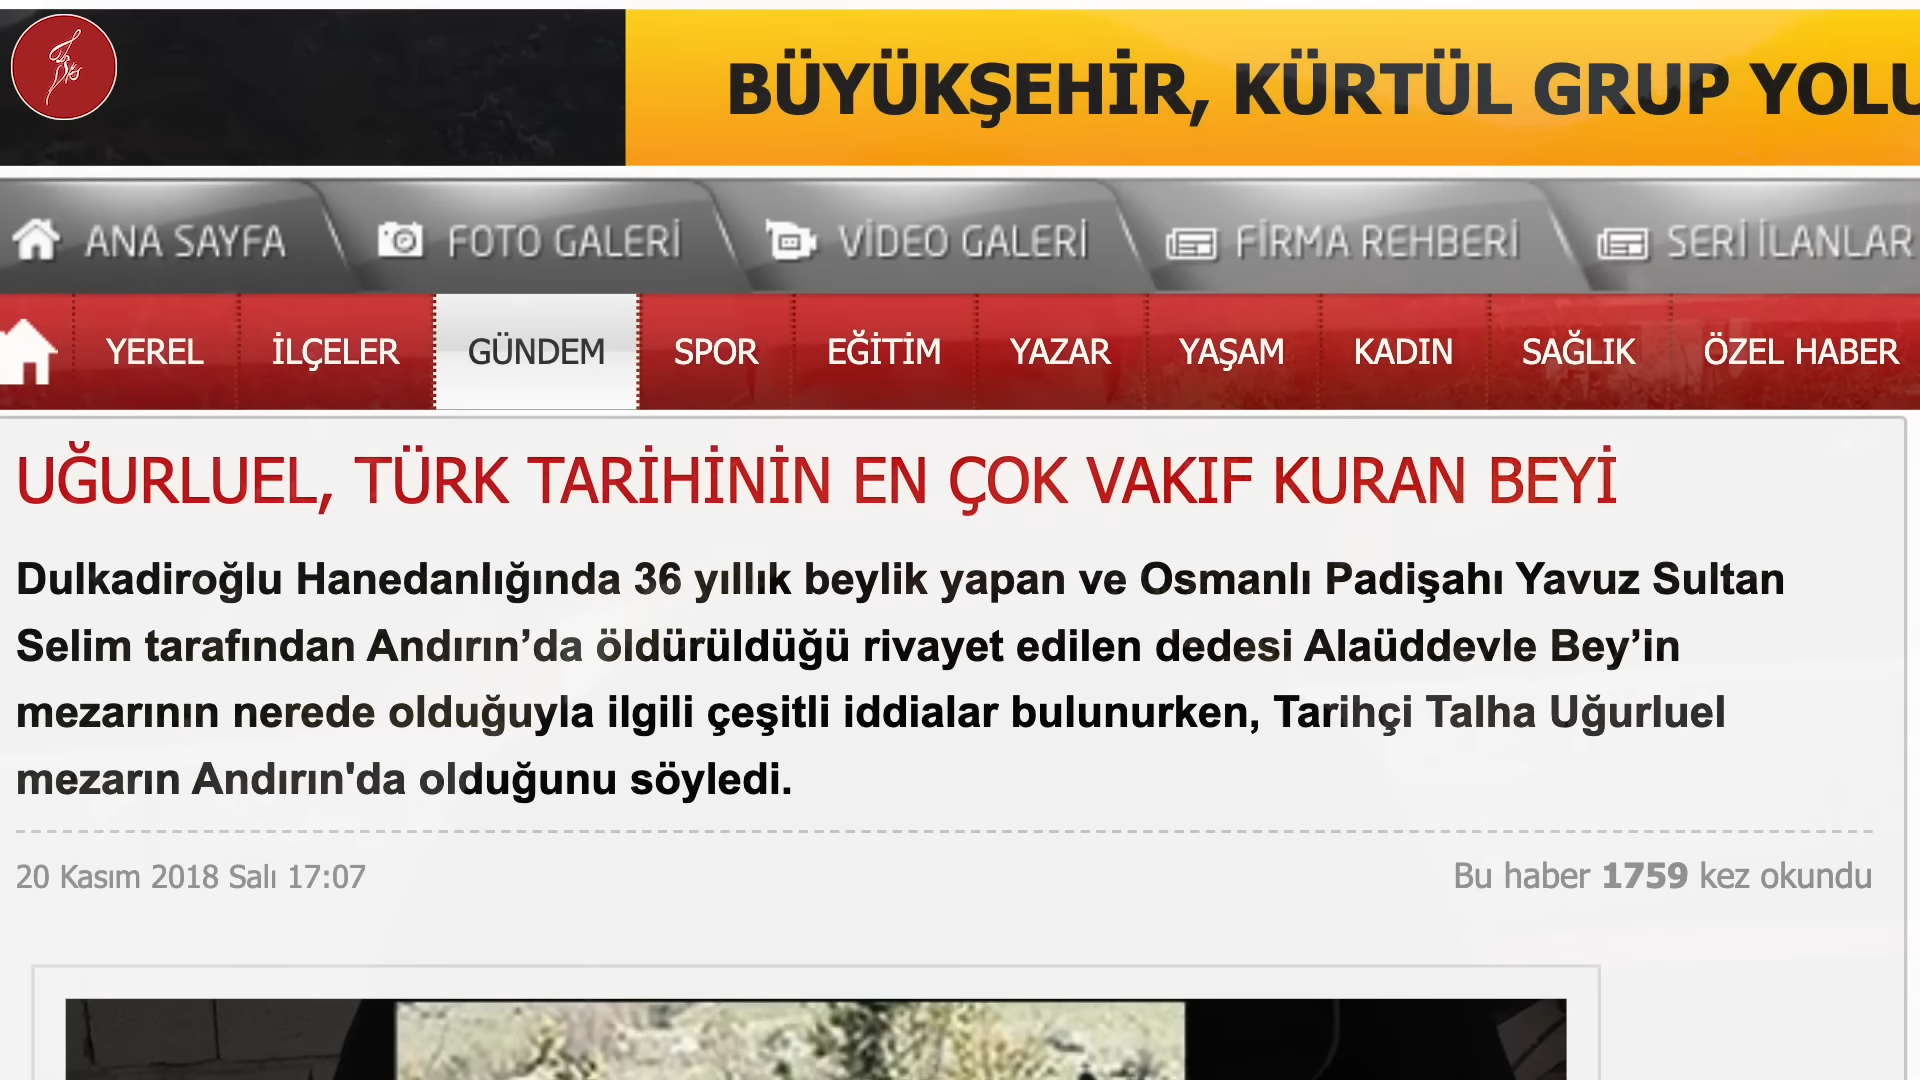 BÜYÜKŞEHİR, KÜRTÜL GRUP YOLU
ANA SAYFA FOTO GALERİ VİDEO GALERİ FİRMA REHBERİ SERİ İLANLAR
YEREL İLÇELER GÜNDEM SPOR EĞİTİM YAZAR YAŞAM KADIN SAĞLIK ÖZEL HABER
UĞURLUEL, TÜRK TARİHİNİN EN ÇOK VAKIF KURAN BEYİ
Dulkadiroğlu Hanedanlığında 36 yıllık beylik yapan ve Osmanlı Padişahı Yavuz Sultan
Selim tarafından Andırın’da öldürüldüğü rivayet edilen dedesi Alaüddevle Bey’in
mezarının nerede olduğuyla ilgili çeşitli iddialar bulunurken, Tarihçi Talha Uğurluel
mezarın Andırın'da olduğunu söyledi.
20 Kasım 2018 Salı 17:07 Bu haber 1759 kez okundu